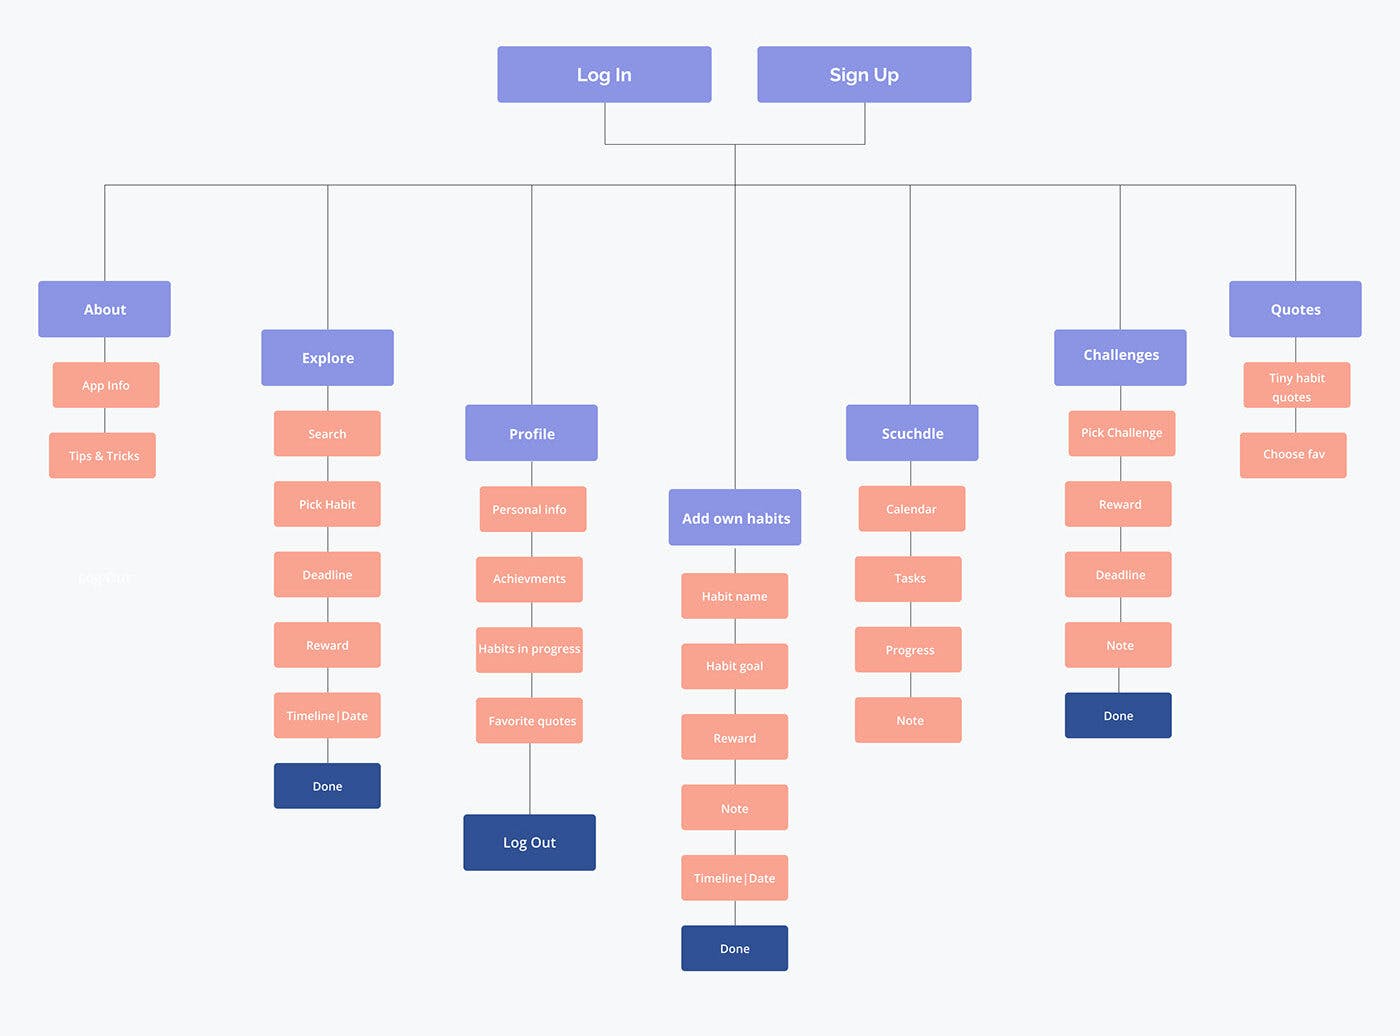 Log In
Sign Up
About
App Info
Tips & Tricks
Explore
Search
Pick Habit
Deadline
Reward
Timeline|Date
Done
Profile
Personal info
Achievments
Habits in progress
Favorite quotes
Log Out
Add own habits
Habit name
Habit goal
Reward
Note
Timeline|Date
Done
Scuchdle
Calendar
Tasks
Progress
Note
Challenges
Pick Challenge
Reward
Deadline
Note
Done
Quotes
Tiny habit
quotes
Choose fav